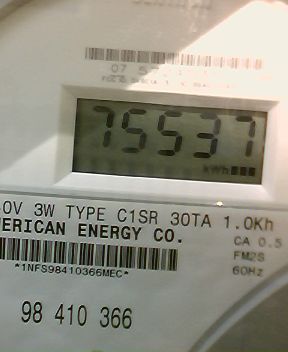 75537
kWh
0V 3W TYPE C1SR 30TA 1.0Kh
ERICAN ENERGY CO.
CA 0.5
FM2S
60Hz
*1NFS98410366MEC*
98 410 366